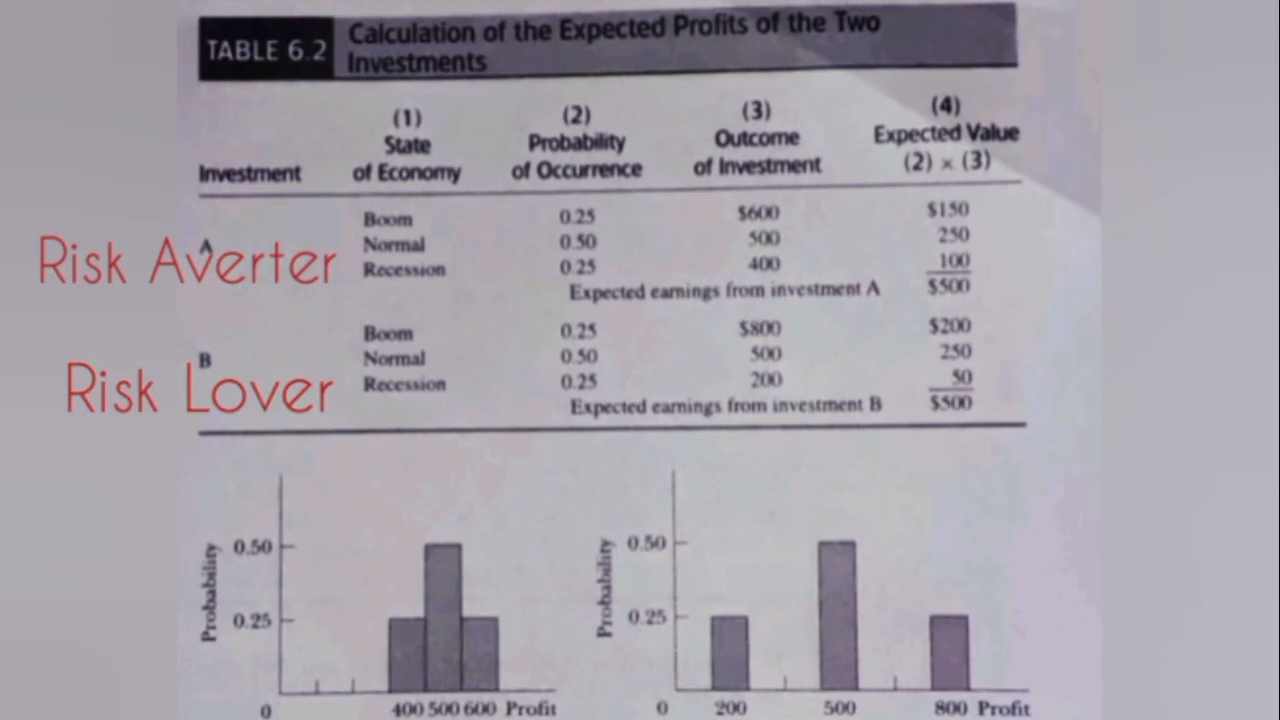 TABLE 6.2
Calculation of the Expected Profits of the Two
Investments
(1) (2) (3) (4)
State Probability Outcome Expected Value
Investment of Economy of Occurrence of Investment (2) × (3)
Boom 0.25 $600 $150
A Normal 0.50 500 250
Risk Averter
Recession 0.25 400 100
Expected earnings from investment A $500
Boom 0.25 $800 $200
B Normal 0.50 500 250
Risk Lover
Recession 0.25 200 50
Expected earnings from investment B $500
Probability
0.50
0.25
0 400 500 600 Profit
Probability
0.50
0.25
0 200 500 800 Profit